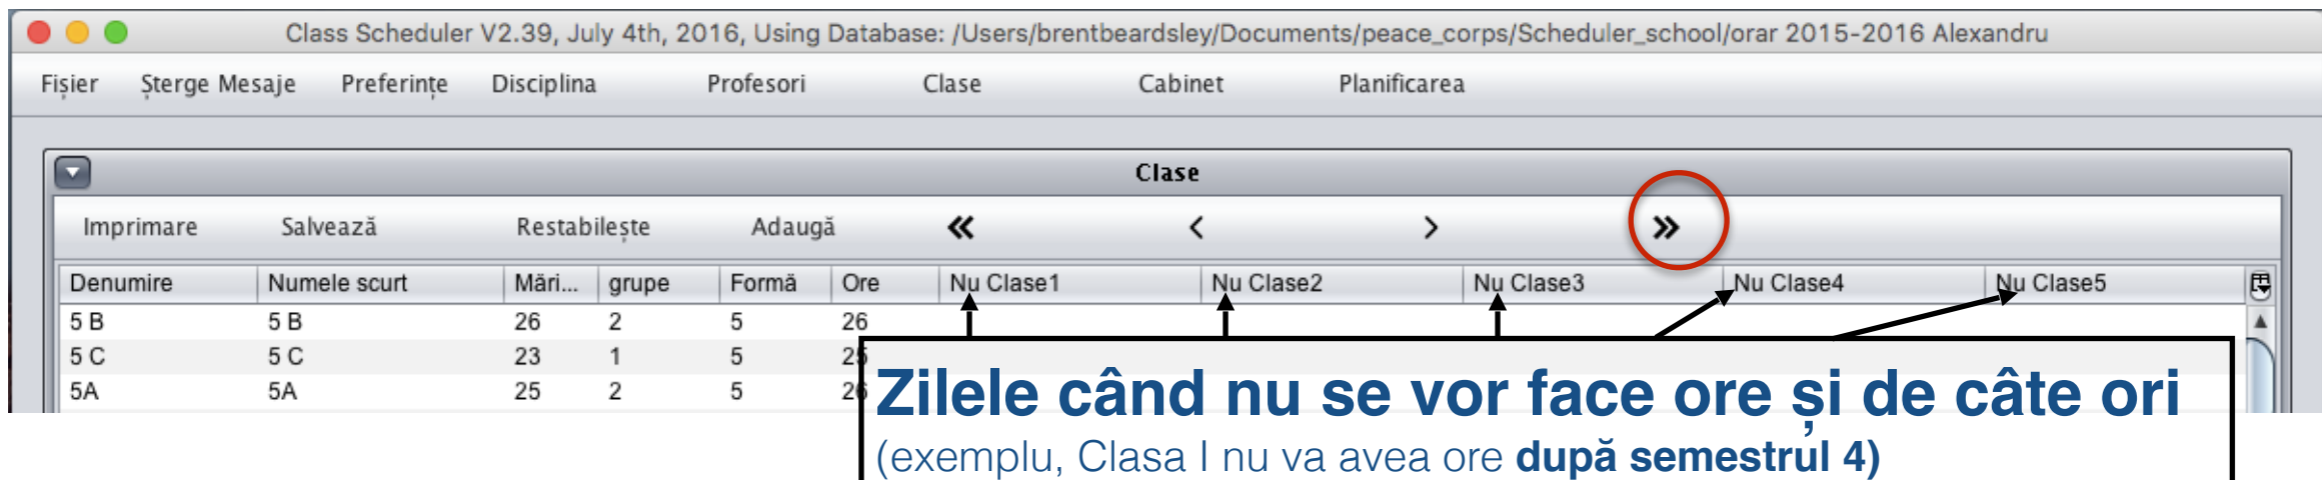 Class Scheduler V2.39, July 4th, 2016, Using Database: /Users/brentbeardsley/Documents/peace_corps/Scheduler_school/orar 2015-2016 Alexandru
Fișier Șterge Mesaje Preferințe Disciplina Profesori Clase Cabinet Planificarea
Clase
Imprimare Salvează Restabilește Adaugă « < > »
Denumire Numele scurt Mări... grupe Formă Ore Nu Clase1 Nu Clase2 Nu Clase3 Nu Clase4 Nu Clase5
5 B 5 B 26 2 5 26
5 C 5 C 23 1 5 25
5A 5A 25 2 5 26
Zilele când nu se vor face ore și de câte ori
(exemplu, Clasa I nu va avea ore după semestrul 4)